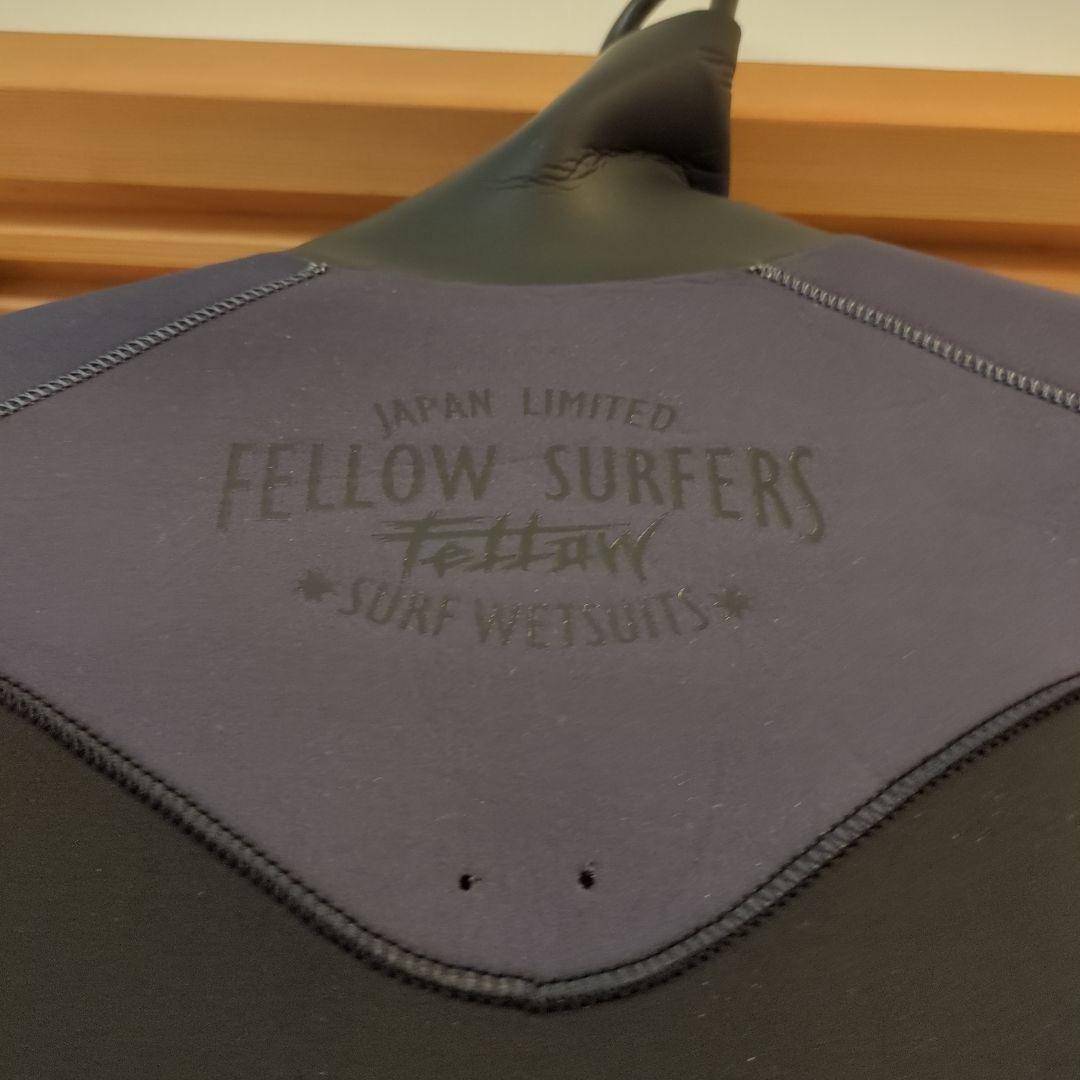 JAPAN LIMITED
FELLOW SURFERS
Fellow
SURF WETSUITS